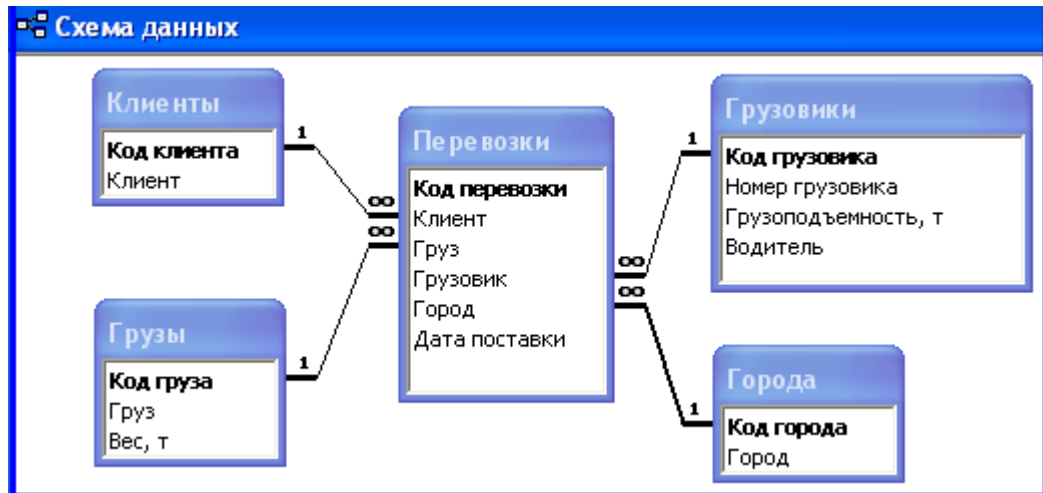 Схема данных
Клиенты
Код клиента
Клиент
1
∞
Грузы
Код груза
Груз
Вес, т
1
∞
Перевозки
Код перевозки
Клиент
Груз
Грузовик
Город
Дата поставки
Грузовики
Код грузовика
Номер грузовика
Грузоподъемность, т
Водитель
1
∞
Города
Код города
Город
1
∞